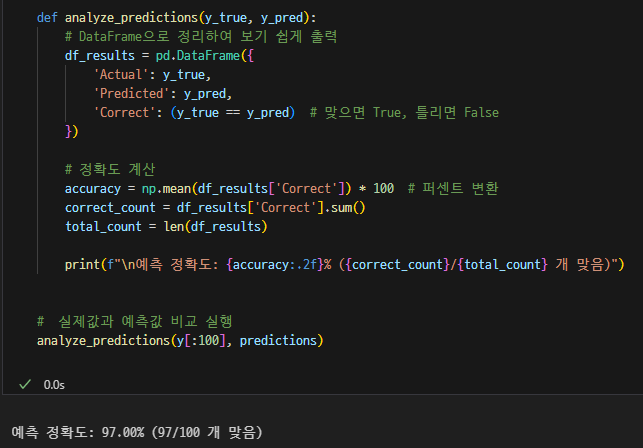 def analyze_predictions(y_true, y_pred):
    # DataFrame으로 정리하여 보기 쉽게 출력
    df_results = pd.DataFrame({
        'Actual': y_true,
        'Predicted': y_pred,
        'Correct': (y_true == y_pred)  # 맞으면 True, 틀리면 False
    })

    # 정확도 계산
    accuracy = np.mean(df_results['Correct']) * 100  # 퍼센트 변환
    correct_count = df_results['Correct'].sum()
    total_count = len(df_results)

    print(f"\n예측 정확도: {accuracy:.2f}% ({correct_count}/{total_count} 개 맞음)")


#  실제값과 예측값 비교 실행
analyze_predictions(y[:100], predictions)

0.0s

예측 정확도: 97.00% (97/100 개 맞음)